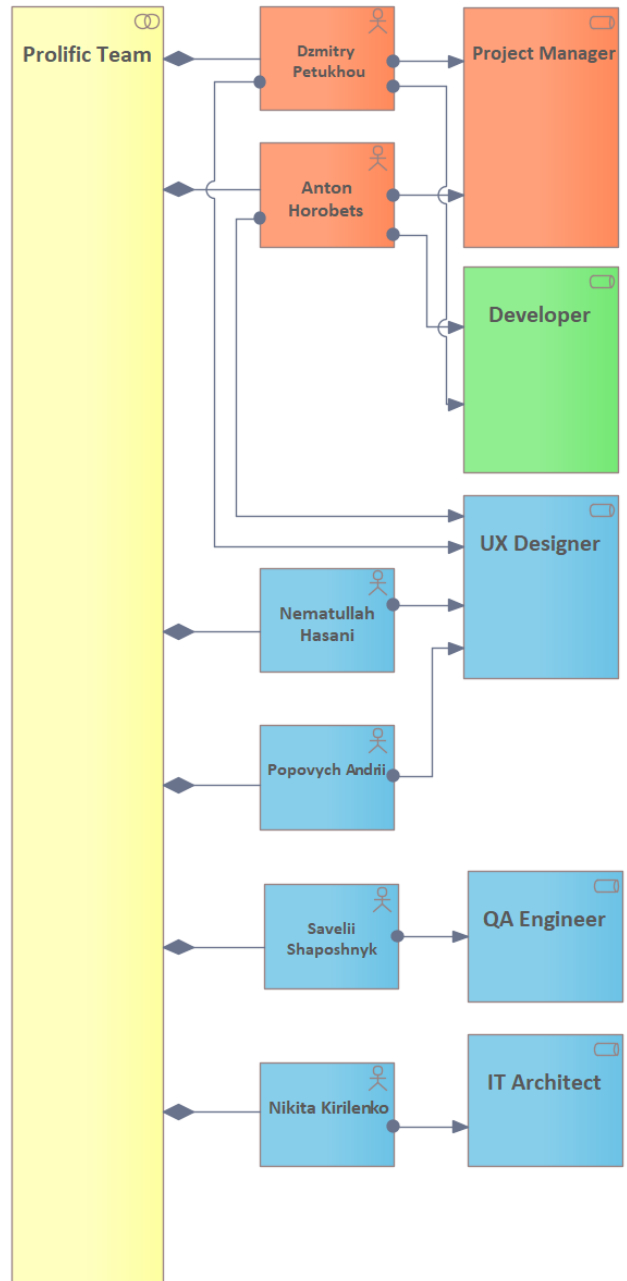 Prolific Team
Dzmitry
Petukhou
Project Manager
Anton
Horobets
Developer
UX Designer
Nematullah
Hasani
Popovych Andrii
Savelii
Shaposhnyk
QA Engineer
Nikita Kirilenko
IT Architect